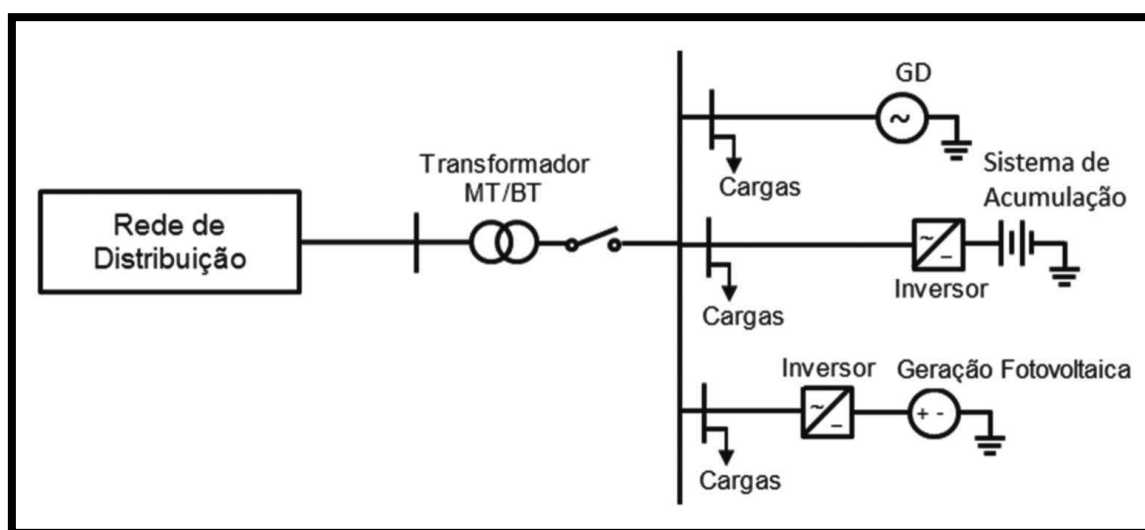 Rede de
Distribuição
Transformador
MT/BT
GD
Cargas
Sistema de
Acumulação
Inversor
Cargas
Inversor
Geração Fotovoltaica
Cargas